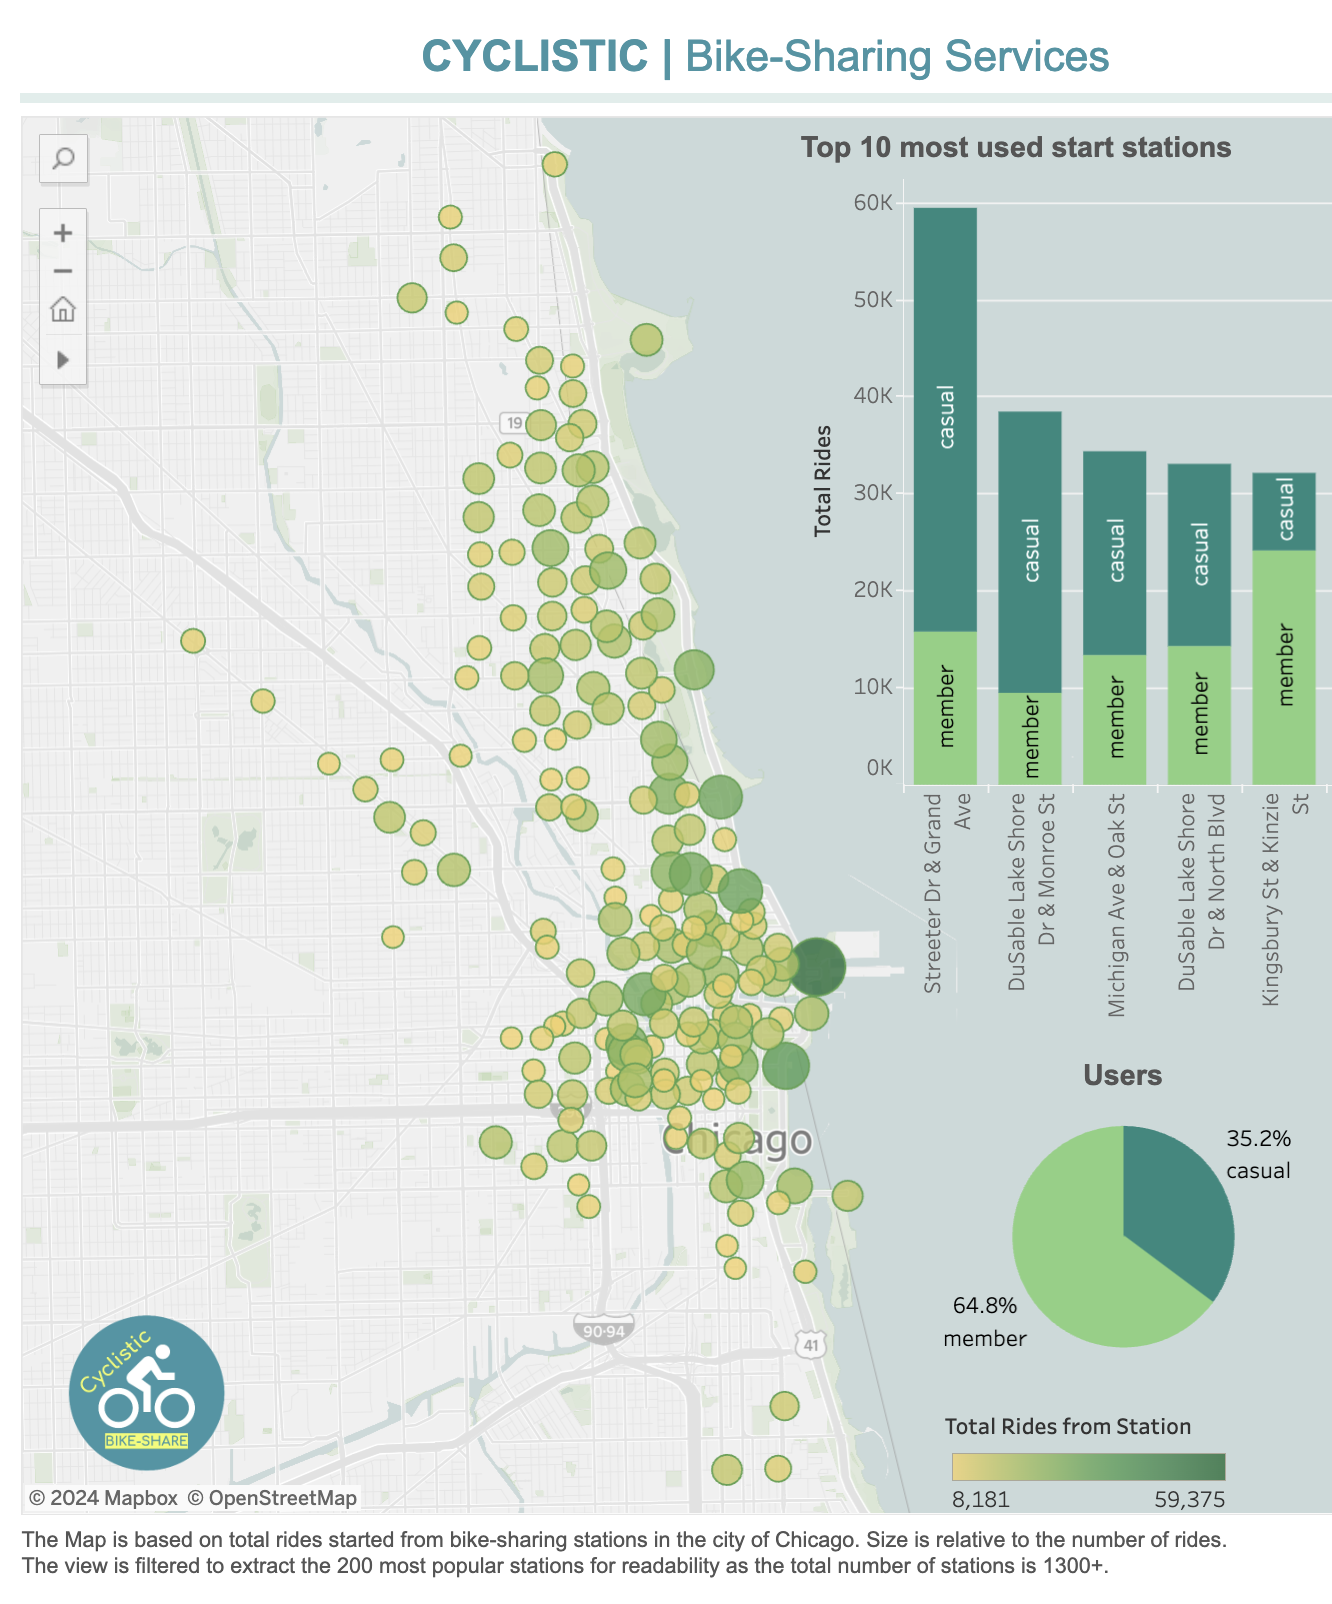 CYCLISTIC | Bike-Sharing Services
Top 10 most used start stations
60K
50K
40K
30K
20K
10K
0K
Total Rides
casual
member
casual
member
casual
member
casual
member
casual
member
Streeter Dr & Grand
Ave
DuSable Lake Shore
Dr & Monroe St
Michigan Ave & Oak St
DuSable Lake Shore
Dr & North Blvd
Kingsbury St & Kinzie
St
19
Chicago
90-94
41
Users
35.2%
casual
64.8%
member
Total Rides from Station
8,181
59,375
Cyclistic
BIKE-SHARE
© 2024 Mapbox © OpenStreetMap
The Map is based on total rides started from bike-sharing stations in the city of Chicago. Size is relative to the number of rides.
The view is filtered to extract the 200 most popular stations for readability as the total number of stations is 1300+.